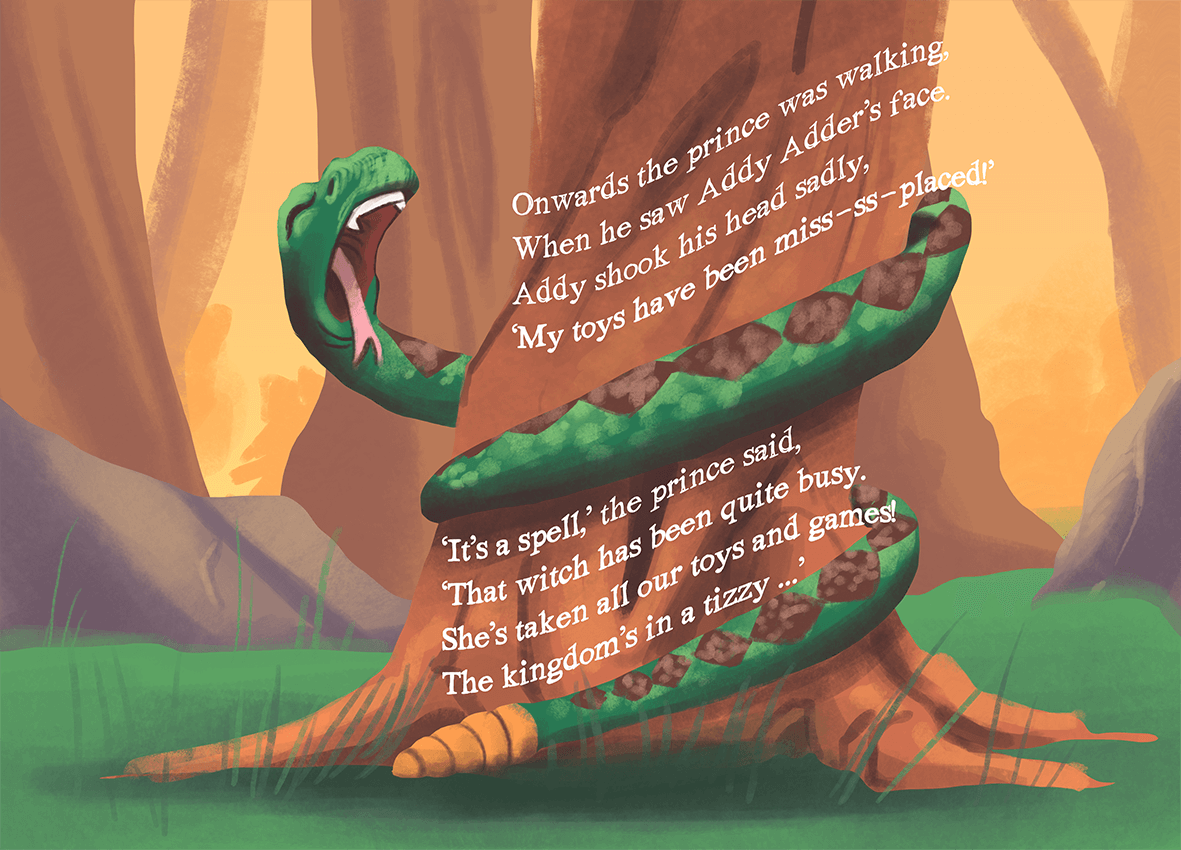 Onwards the prince was walking,
When he saw Addy Adder’s face.
Addy shook his head sadly,
‘My toys have been miss–ss–placed!’
‘It’s a spell,’ the prince said,
‘That witch has been quite busy.
She’s taken all our toys and games!
The kingdom’s in a tizzy ...’